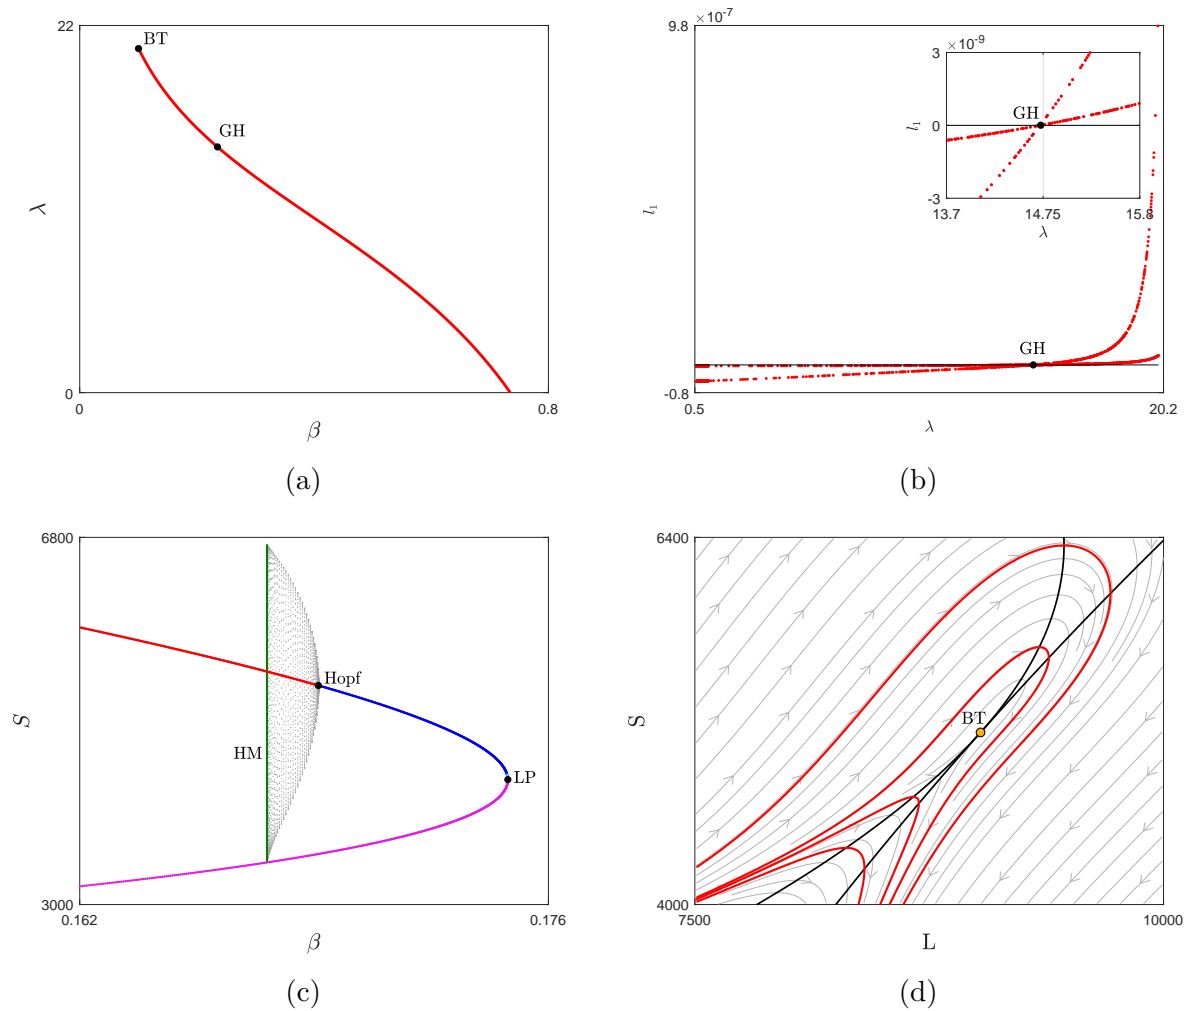 22
BT
GH
λ
0
0
0.8
β
(a)
9.8
×10⁻⁷
3
×10⁻⁹
GH
l₁
0
-3
13.7
14.75
15.8
λ
l₁
GH
-0.8
0.5
20.2
λ
(b)
6800
Hopf
S
HM
LP
3000
0.162
0.176
β
(c)
6400
S
BT
4000
7500
10000
L
(d)